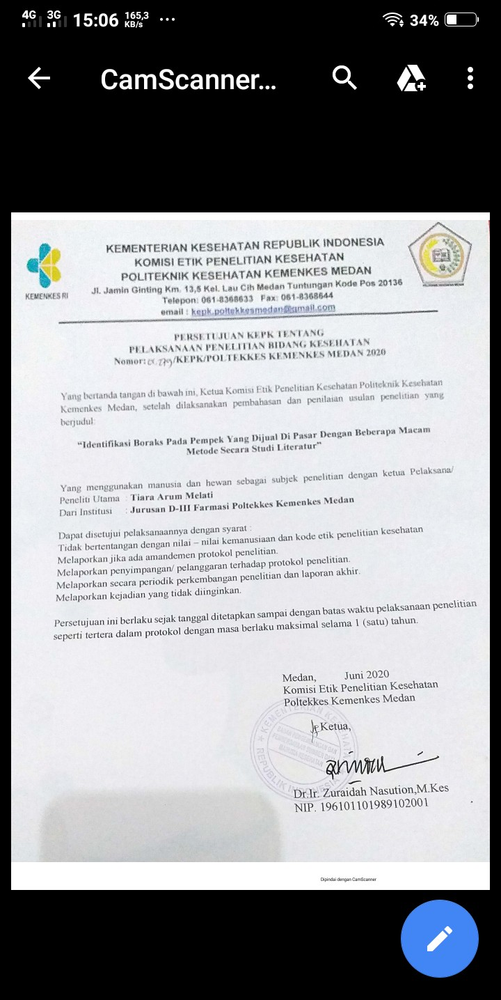 4G 3G 15:06 165,3 KB/s ... 34%
CamScanner...
KEMENTERIAN KESEHATAN REPUBLIK INDONESIA
KOMISI ETIK PENELITIAN KESEHATAN
POLITEKNIK KESEHATAN KEMENKES MEDAN
Jl. Jamin Ginting Km. 13,5 Kel. Lau Cih Medan Tuntungan Kode Pos 20136
KEMENKES RI
Telepon: 061-8368633 Fax: 061-8368644
email : kepk.poltekkesmedan@gmail.com
PERSETUJUAN KEPK TENTANG
PELAKSANAAN PENELITIAN BIDANG KESEHATAN
Nomor: /KEPK/POLTEKKES KEMENKES MEDAN 2020
Yang bertanda tangan di bawah ini, Ketua Komisi Etik Penelitian Kesehatan Politeknik Kesehatan
Kemenkes Medan, setelah dilaksanakan pembahasan dan penilaian usulan penelitian yang
berjudul:
“Identifikasi Boraks Pada Pempek Yang Dijual Di Pasar Dengan Beberapa Macam
Metode Secara Studi Literatur”
Yang menggunakan manusia dan hewan sebagai subjek penelitian dengan ketua Pelaksana/
Peneliti Utama : Tiara Arum Melati
Dari Institusi : Jurusan D-III Farmasi Poltekkes Kemenkes Medan
Dapat disetujui pelaksanaannya dengan syarat :
Tidak bertentangan dengan nilai – nilai kemanusiaan dan kode etik penelitian kesehatan
Melaporkan jika ada amandemen protokol penelitian.
Melaporkan penyimpangan/ pelanggaran terhadap protokol penelitian.
Melaporkan secara periodik perkembangan penelitian dan laporan akhir.
Melaporkan kejadian yang tidak diinginkan.
Persetujuan ini berlaku sejak tanggal ditetapkan sampai dengan batas waktu pelaksanaan penelitian
seperti tertera dalam protokol dengan masa berlaku maksimal selama 1 (satu) tahun.
Medan, Juni 2020
Komisi Etik Penelitian Kesehatan
Poltekkes Kemenkes Medan
Ketua,
KEMENTERIAN KESEHATAN
REPUBLIK INDONESIA
Dr.Ir. Zuraidah Nasution,M.Kes
NIP. 196101101989102001
Dipindai dengan CamScanner